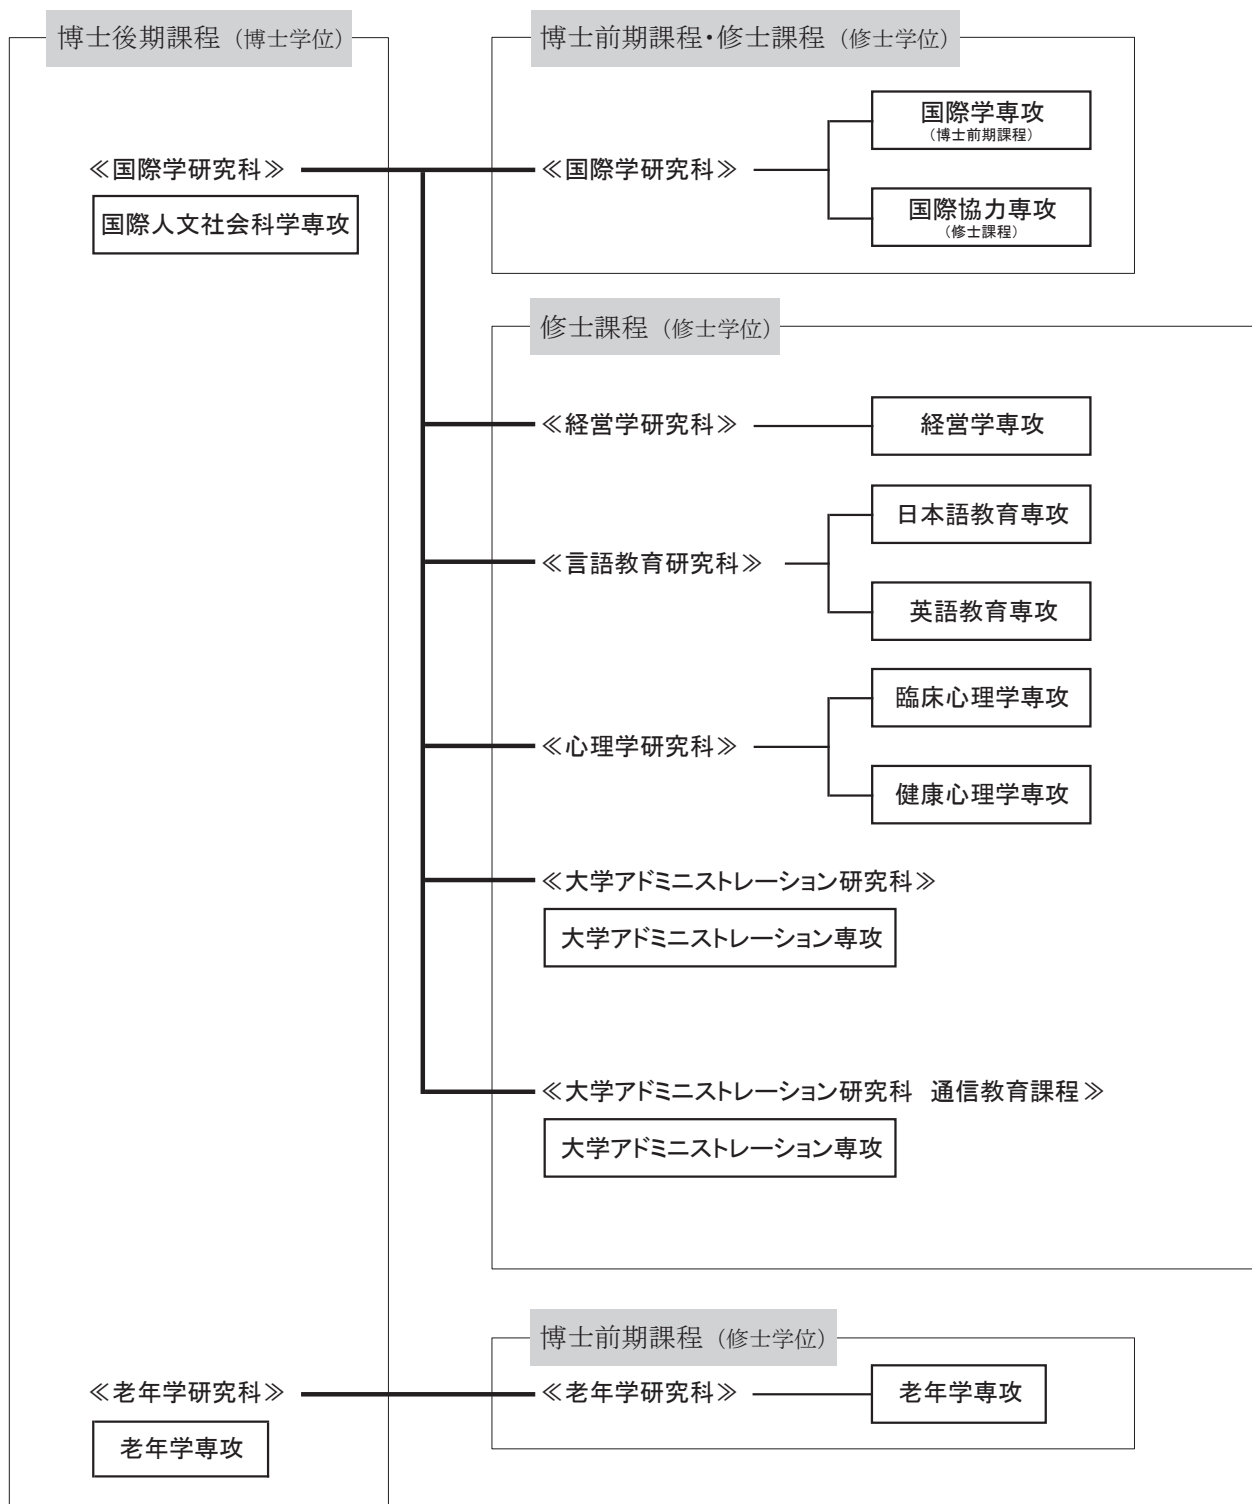 博士後期課程（博士学位）
≪国際学研究科≫
国際人文社会科学専攻
博士前期課程・修士課程（修士学位）
≪国際学研究科≫
国際学専攻
（博士前期課程）
国際協力専攻
（修士課程）
修士課程（修士学位）
≪経営学研究科≫
経営学専攻
≪言語教育研究科≫
日本語教育専攻
英語教育専攻
≪心理学研究科≫
臨床心理学専攻
健康心理学専攻
≪大学アドミニストレーション研究科≫
大学アドミニストレーション専攻
≪大学アドミニストレーション研究科　通信教育課程≫
大学アドミニストレーション専攻
≪老年学研究科≫
老年学専攻
博士前期課程（修士学位）
≪老年学研究科≫
老年学専攻